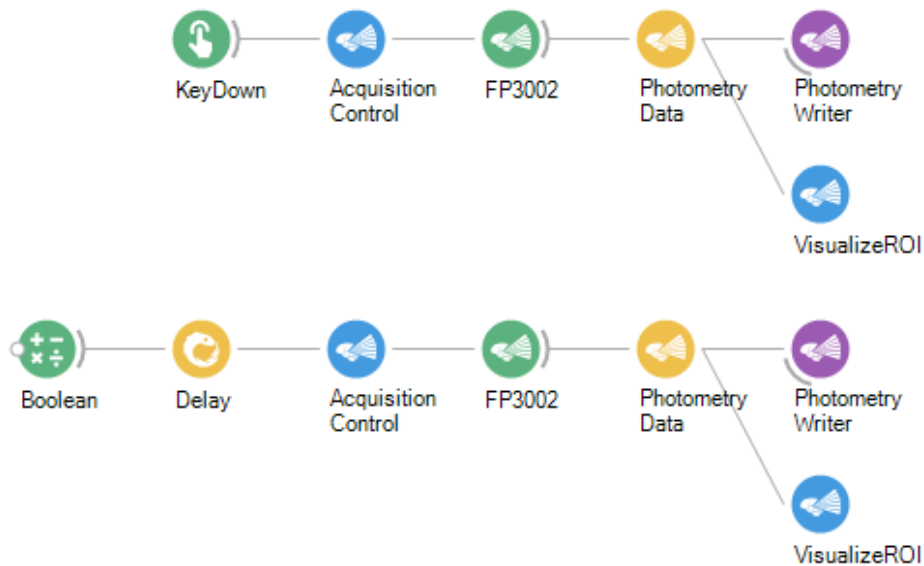 KeyDown
Acquisition
Control
FP3002
Photometry
Data
Photometry
Writer
VisualizeROI
Boolean
Delay
Acquisition
Control
FP3002
Photometry
Data
Photometry
Writer
VisualizeROI